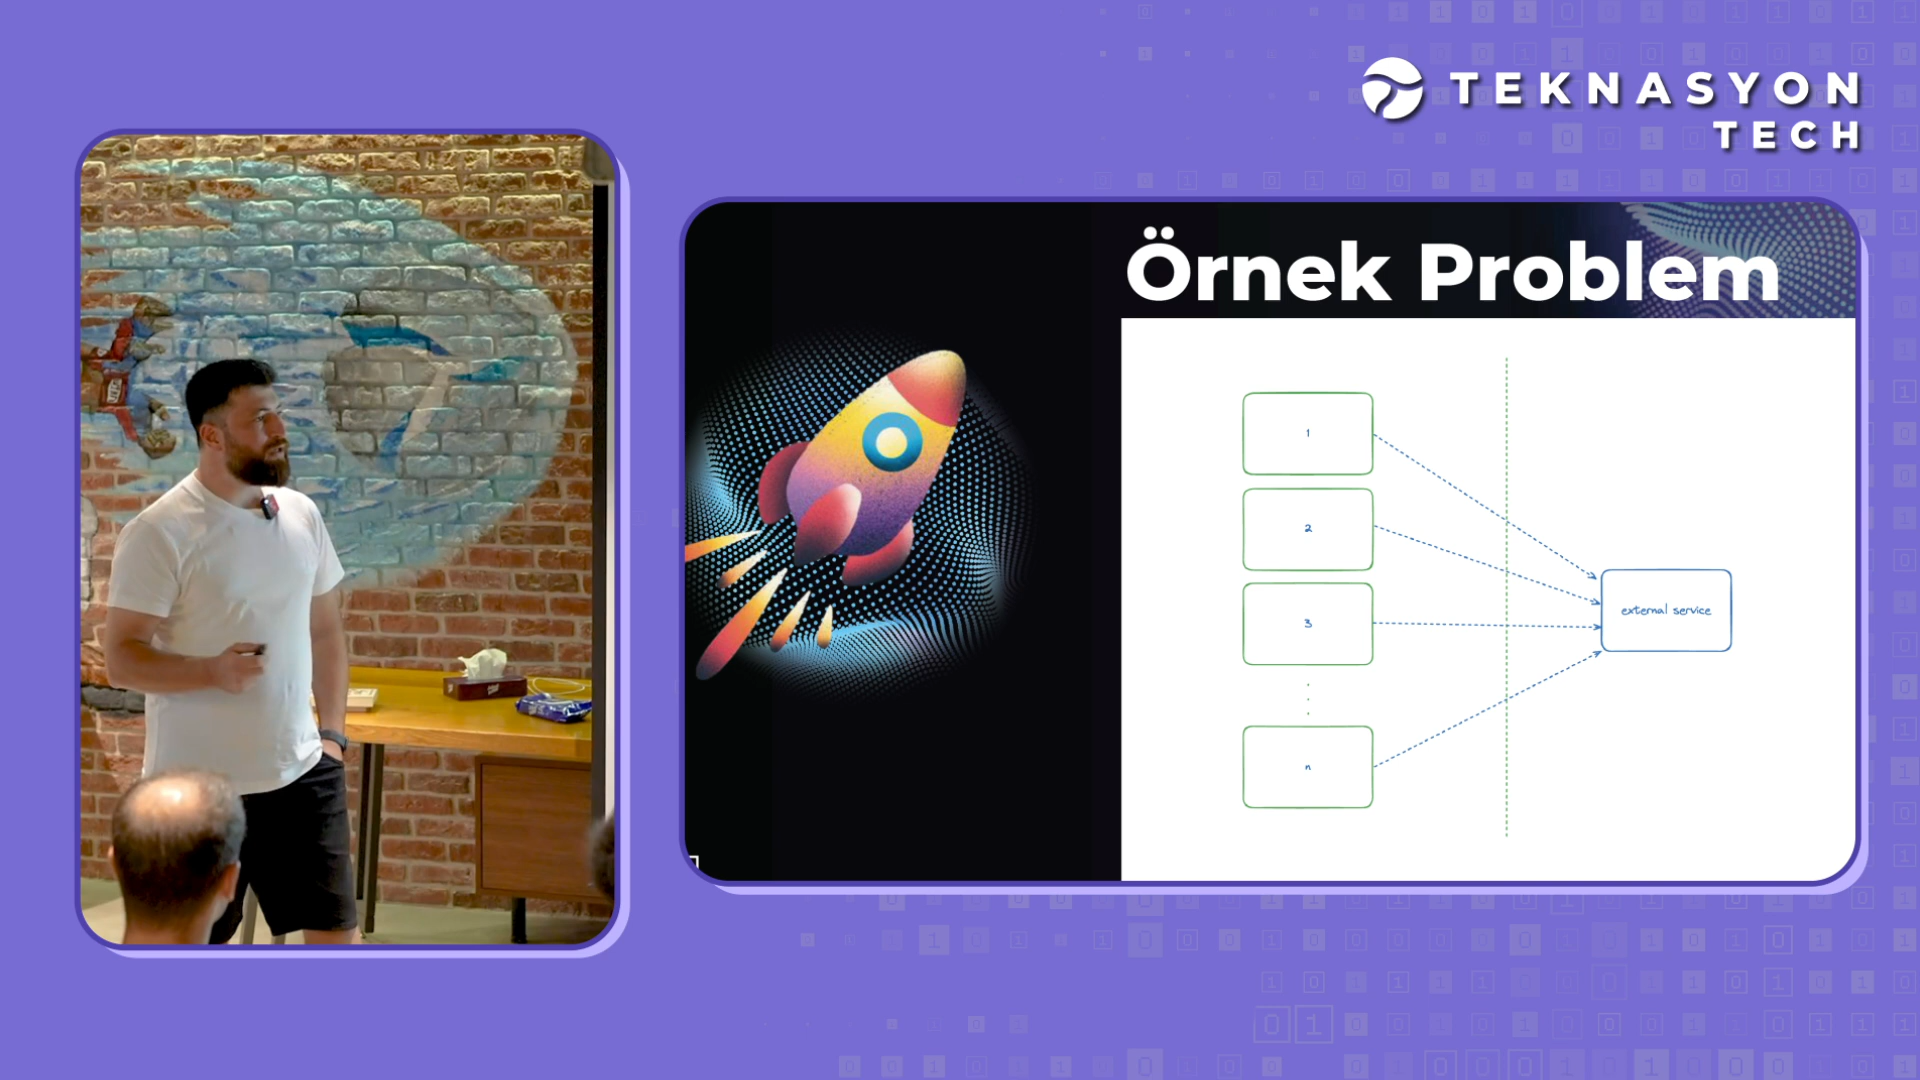 TEKNASYON
TECH
Örnek Problem
1
2
3
n
external service